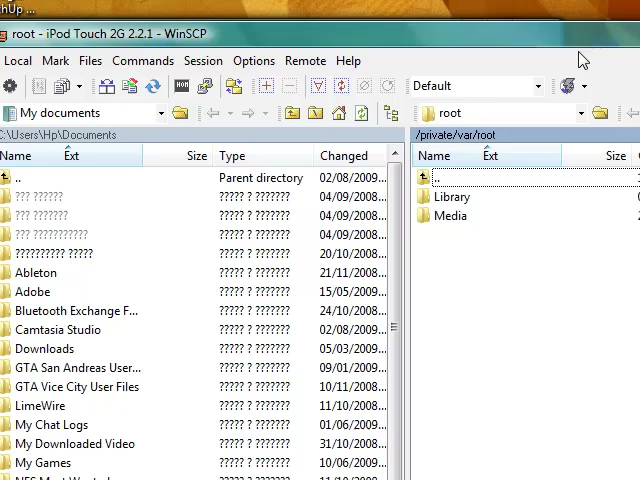 hUp ...
root - iPod Touch 2G 2.2.1 - WinSCP
Local Mark Files Commands Session Options Remote Help
Default
My documents root
C:\Users\Hp\Documents /private/var/root
Name Ext Size Type Changed Name Ext Size
.. Parent directory 02/08/2009... ..
??? ?????? ????? ? ??????? 04/09/2008... Library
??? ??????? ????? ? ??????? 04/09/2008... Media
??? ??????????? ????? ? ??????? 04/09/2008...
?????????? ????? ????? ? ??????? 20/10/2008...
Ableton ????? ? ??????? 21/11/2008...
Adobe ????? ? ??????? 15/05/2009...
Bluetooth Exchange F... ????? ? ??????? 24/10/2008...
Camtasia Studio ????? ? ??????? 02/08/2009...
Downloads ????? ? ??????? 05/03/2009...
GTA San Andreas User... ????? ? ??????? 09/01/2009...
GTA Vice City User Files ????? ? ??????? 10/11/2008...
LimeWire ????? ? ??????? 11/10/2008...
My Chat Logs ????? ? ??????? 01/06/2009...
My Downloaded Video ????? ? ??????? 31/10/2008...
My Games ????? ? ??????? 10/06/2009...